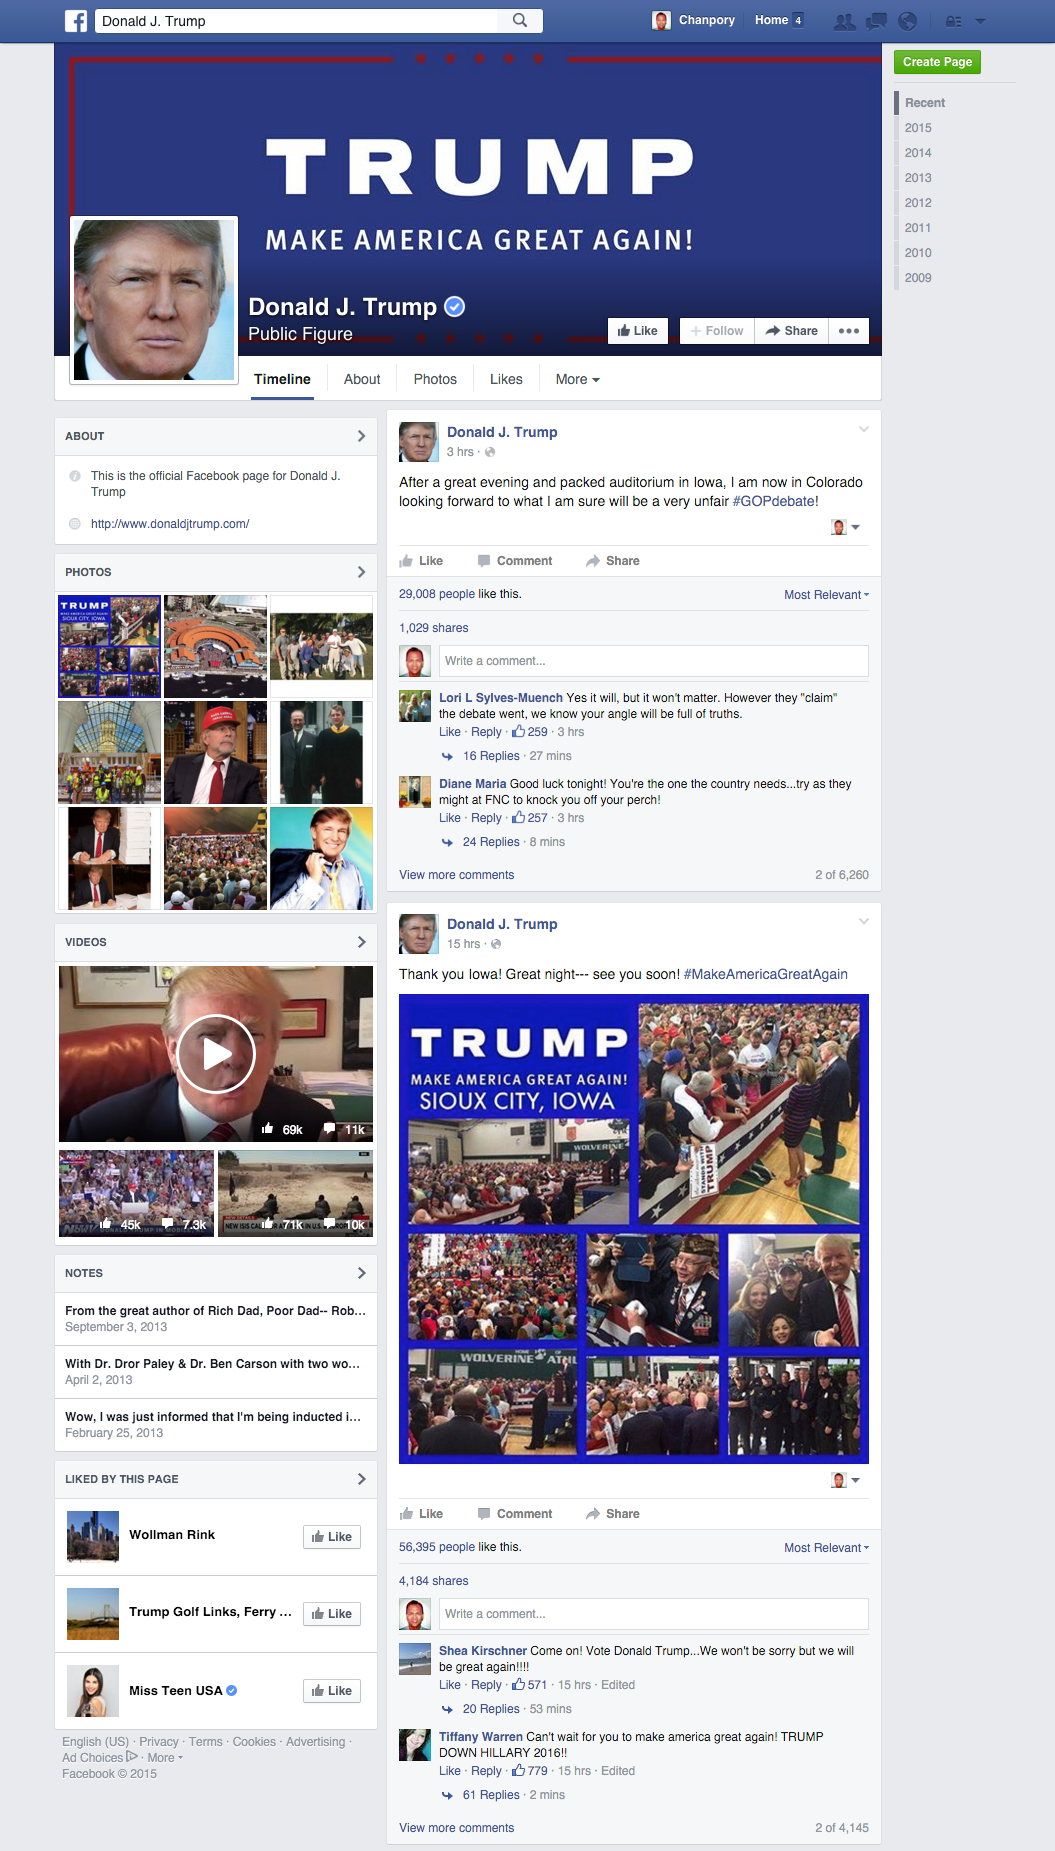 Donald J. Trump
Chanpory
Home 4
Create Page
Recent
2015
2014
2013
2012
2011
2010
2009
TRUMP
MAKE AMERICA GREAT AGAIN!
Donald J. Trump
Public Figure
Like
+ Follow
Share
Timeline
About
Photos
Likes
More
ABOUT
This is the official Facebook page for Donald J.
Trump
http://www.donaldjtrump.com/
PHOTOS
TRUMP
MAKE AMERICA GREAT AGAIN!
SIOUX CITY, IOWA
VIDEOS
69k 11k
45k 7.3k
71k 10k
NOTES
From the great author of Rich Dad, Poor Dad-- Rob...
September 3, 2013
With Dr. Dror Paley & Dr. Ben Carson with two wo...
April 2, 2013
Wow, I was just informed that I'm being inducted i...
February 25, 2013
LIKED BY THIS PAGE
Wollman Rink
Like
Trump Golf Links, Ferry ...
Like
Miss Teen USA
Like
English (US) · Privacy · Terms · Cookies · Advertising ·
Ad Choices · More
Facebook © 2015
Donald J. Trump
3 hrs ·
After a great evening and packed auditorium in Iowa, I am now in Colorado
looking forward to what I am sure will be a very unfair #GOPdebate!
Like Comment Share
29,008 people like this.
Most Relevant
1,029 shares
Write a comment...
Lori L Sylves-Muench Yes it will, but it won't matter. However they "claim"
the debate went, we know your angle will be full of truths.
Like · Reply · 259 · 3 hrs
16 Replies · 27 mins
Diane Maria Good luck tonight! You're the one the country needs...try as they
might at FNC to knock you off your perch!
Like · Reply · 257 · 3 hrs
24 Replies · 8 mins
View more comments
2 of 6,260
Donald J. Trump
15 hrs ·
Thank you Iowa! Great night--- see you soon! #MakeAmericaGreatAgain
TRUMP
MAKE AMERICA GREAT AGAIN!
SIOUX CITY, IOWA
WOLVERINE
TRUMP
WOLVERINE ATHL
Like Comment Share
56,395 people like this.
Most Relevant
4,184 shares
Write a comment...
Shea Kirschner Come on! Vote Donald Trump...We won't be sorry but we will
be great again!!!!
Like · Reply · 571 · 15 hrs · Edited
20 Replies · 53 mins
Tiffany Warren Can't wait for you to make america great again! TRUMP
DOWN HILLARY 2016!!
Like · Reply · 779 · 15 hrs · Edited
61 Replies · 2 mins
View more comments
2 of 4,145